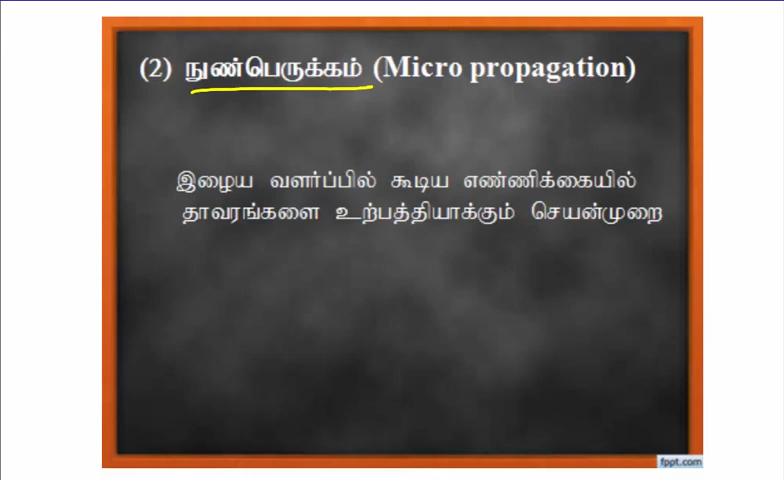 (2) நுண்பெருக்கம் (Micro propagation)
இழைய வளர்ப்பில் கூடிய எண்ணிக்கையில்
தாவரங்களை உற்பத்தியாக்கும் செயன்முறை
fppt.com